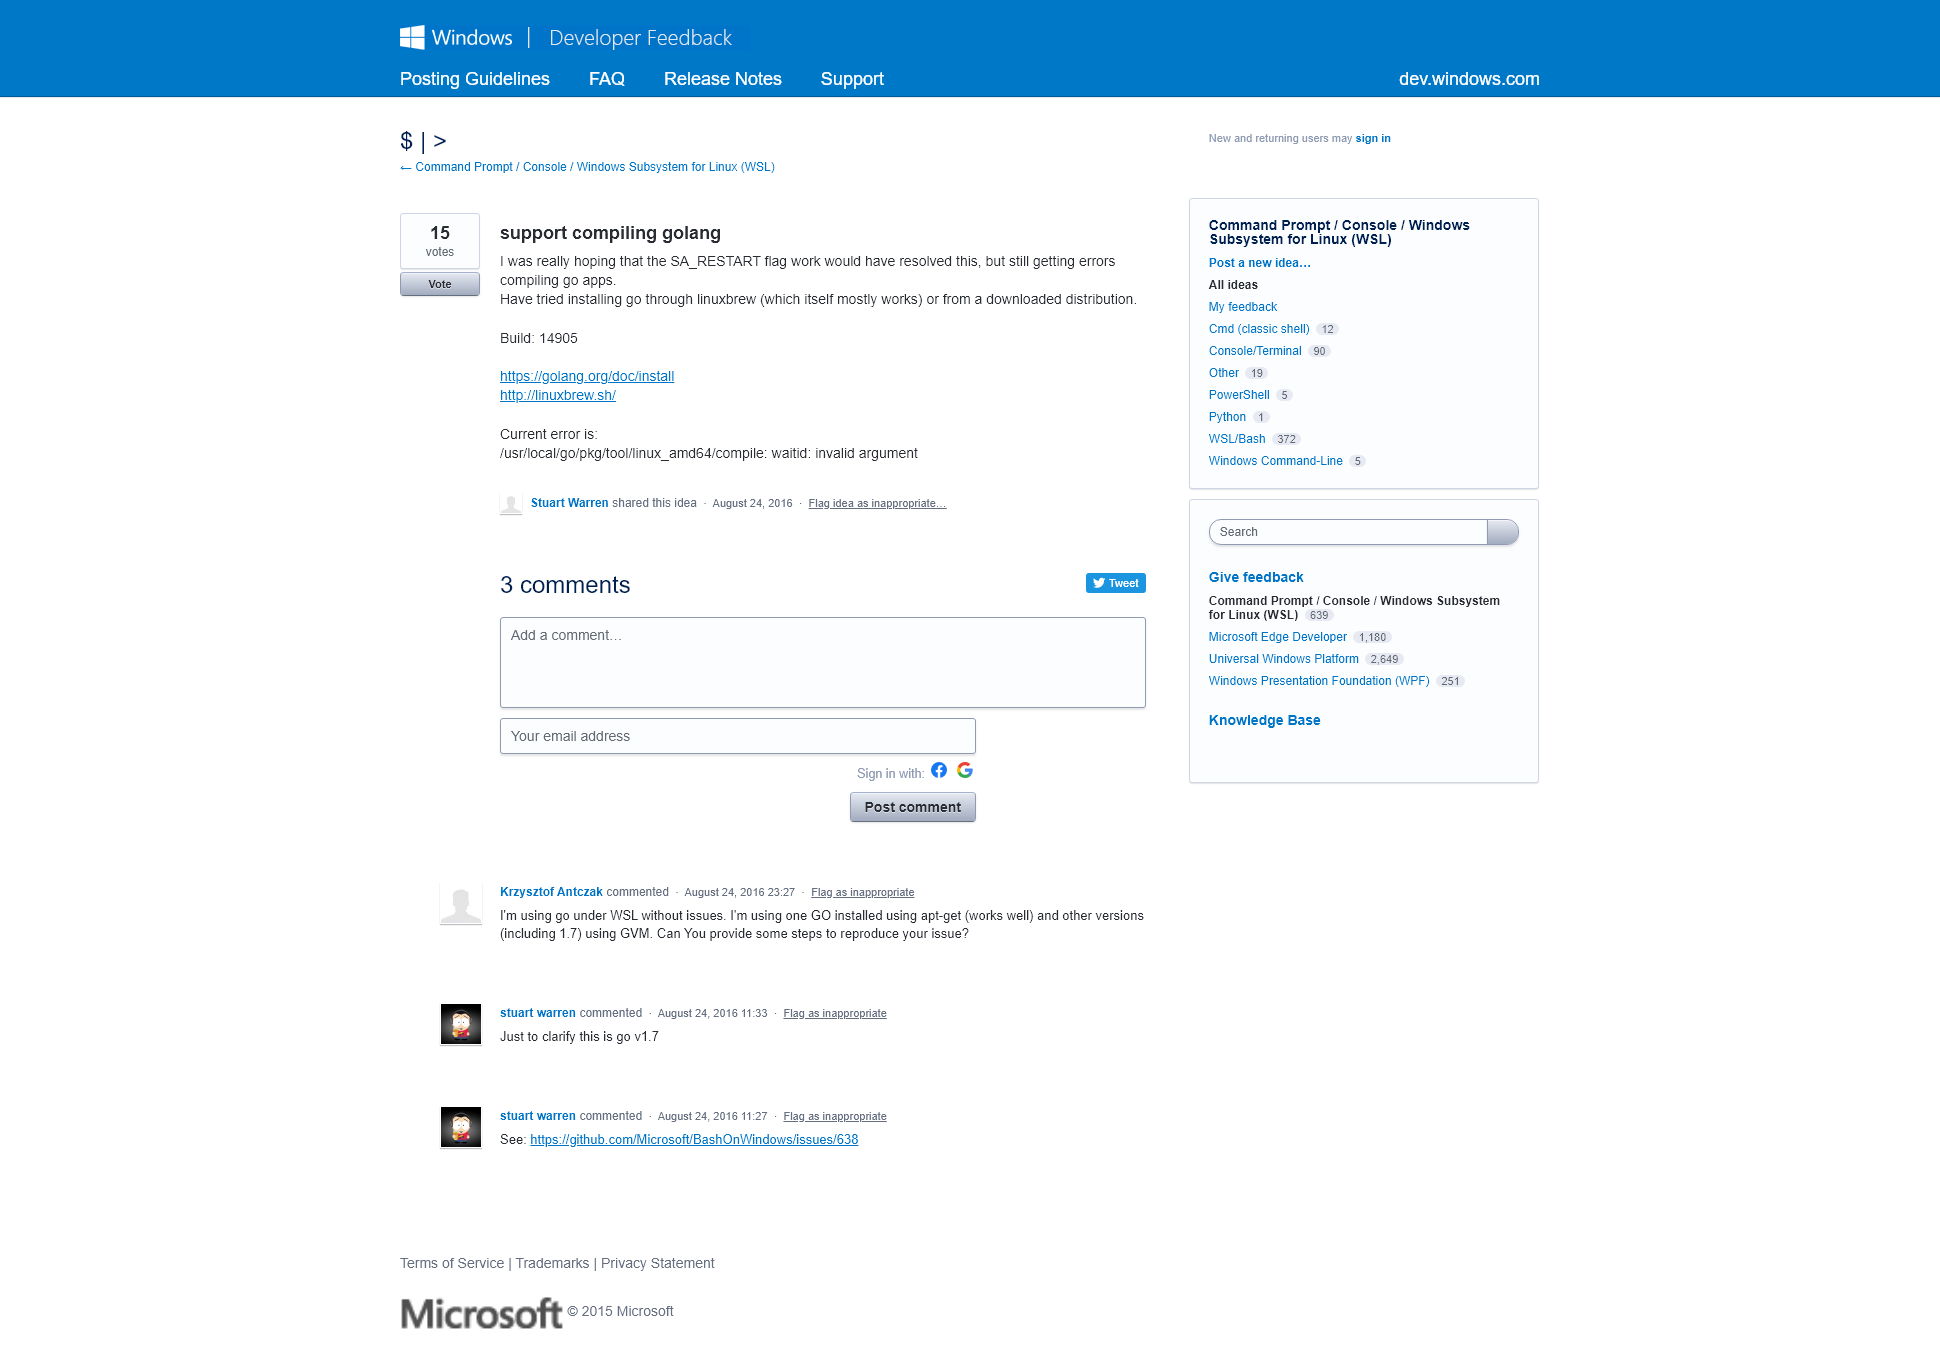 Windows | Developer Feedback
Posting Guidelines FAQ Release Notes Support dev.windows.com
$ | >
← Command Prompt / Console / Windows Subsystem for Linux (WSL)
New and returning users may sign in
15
votes
Vote
support compiling golang
I was really hoping that the SA_RESTART flag work would have resolved this, but still getting errors
compiling go apps.
Have tried installing go through linuxbrew (which itself mostly works) or from a downloaded distribution.
Build: 14905
https://golang.org/doc/install
http://linuxbrew.sh/
Current error is:
/usr/local/go/pkg/tool/linux_amd64/compile: waitid: invalid argument
Stuart Warren shared this idea · August 24, 2016 · Flag idea as inappropriate…
3 comments
Tweet
Add a comment…
Your email address
Sign in with:
Post comment
Krzysztof Antczak commented · August 24, 2016 23:27 · Flag as inappropriate
I'm using go under WSL without issues. I'm using one GO installed using apt-get (works well) and other versions
(including 1.7) using GVM. Can You provide some steps to reproduce your issue?
stuart warren commented · August 24, 2016 11:33 · Flag as inappropriate
Just to clarify this is go v1.7
stuart warren commented · August 24, 2016 11:27 · Flag as inappropriate
See: https://github.com/Microsoft/BashOnWindows/issues/638
Command Prompt / Console / Windows
Subsystem for Linux (WSL)
Post a new idea…
All ideas
My feedback
Cmd (classic shell) 12
Console/Terminal 90
Other 19
PowerShell 5
Python 1
WSL/Bash 372
Windows Command-Line 5
Search
Give feedback
Command Prompt / Console / Windows Subsystem
for Linux (WSL) 639
Microsoft Edge Developer 1,180
Universal Windows Platform 2,649
Windows Presentation Foundation (WPF) 251
Knowledge Base
Terms of Service | Trademarks | Privacy Statement
Microsoft © 2015 Microsoft